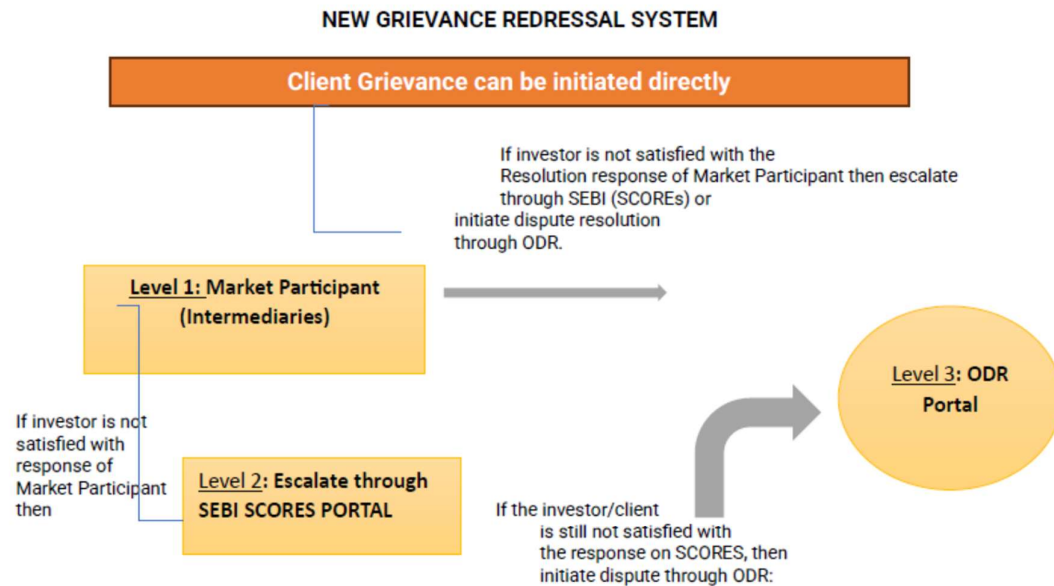 NEW GRIEVANCE REDRESSAL SYSTEM
Client Grievance can be initiated directly
If investor is not satisfied with the
Resolution response of Market Participant then escalate
through SEBI (SCOREs) or
initiate dispute resolution
through ODR.
Level 1: Market Participant
(Intermediaries)
Level 3: ODR
Portal
If investor is not
satisfied with
response of
Market Participant
then
Level 2: Escalate through
SEBI SCORES PORTAL
If the investor/client
is still not satisfied with
the response on SCORES, then
initiate dispute through ODR: